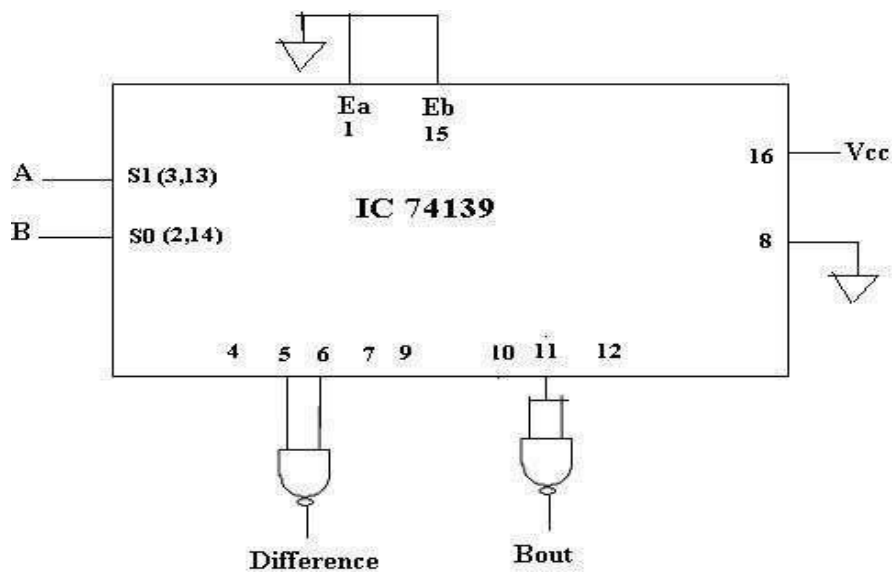 Ea Eb
1 15
16 Vcc
A S1 (3,13)
IC 74139
B S0 (2,14)
8
4 5 6 7 9 10 11 12
Difference Bout